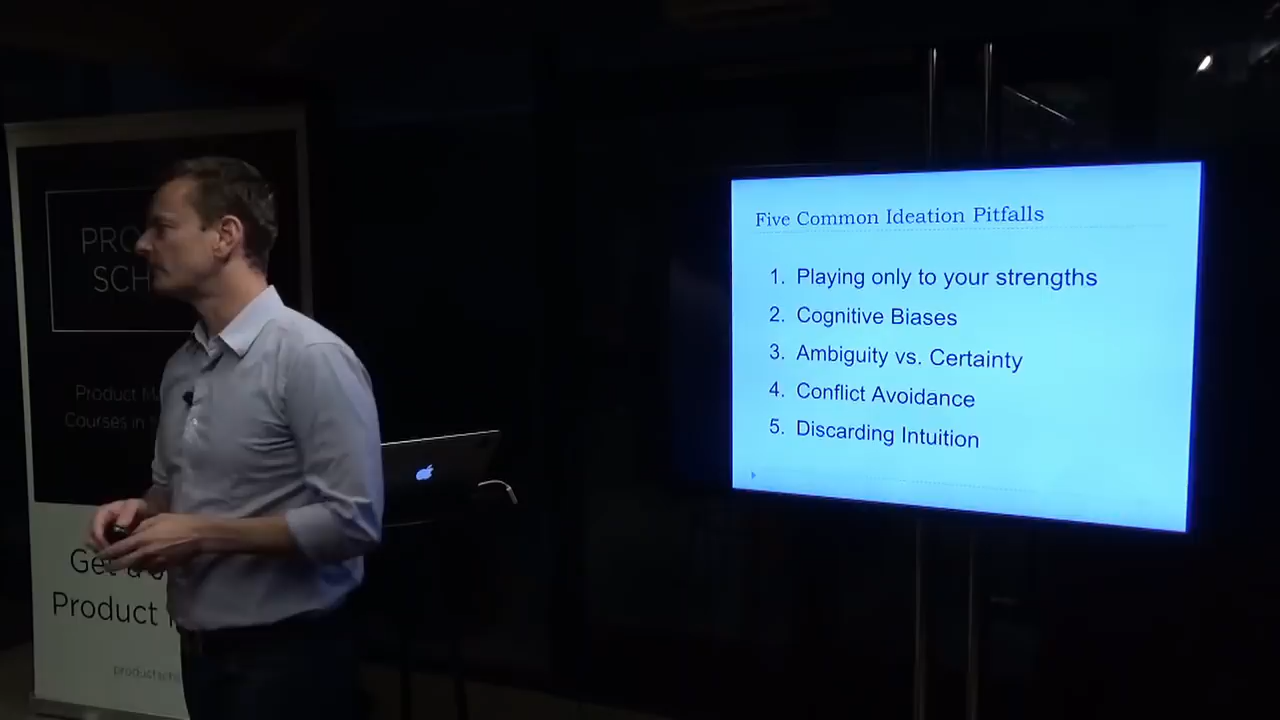 PRO
SCH
Product M
Courses in
Get a
Product
productsch
Five Common Ideation Pitfalls
1. Playing only to your strengths
2. Cognitive Biases
3. Ambiguity vs. Certainty
4. Conflict Avoidance
5. Discarding Intuition